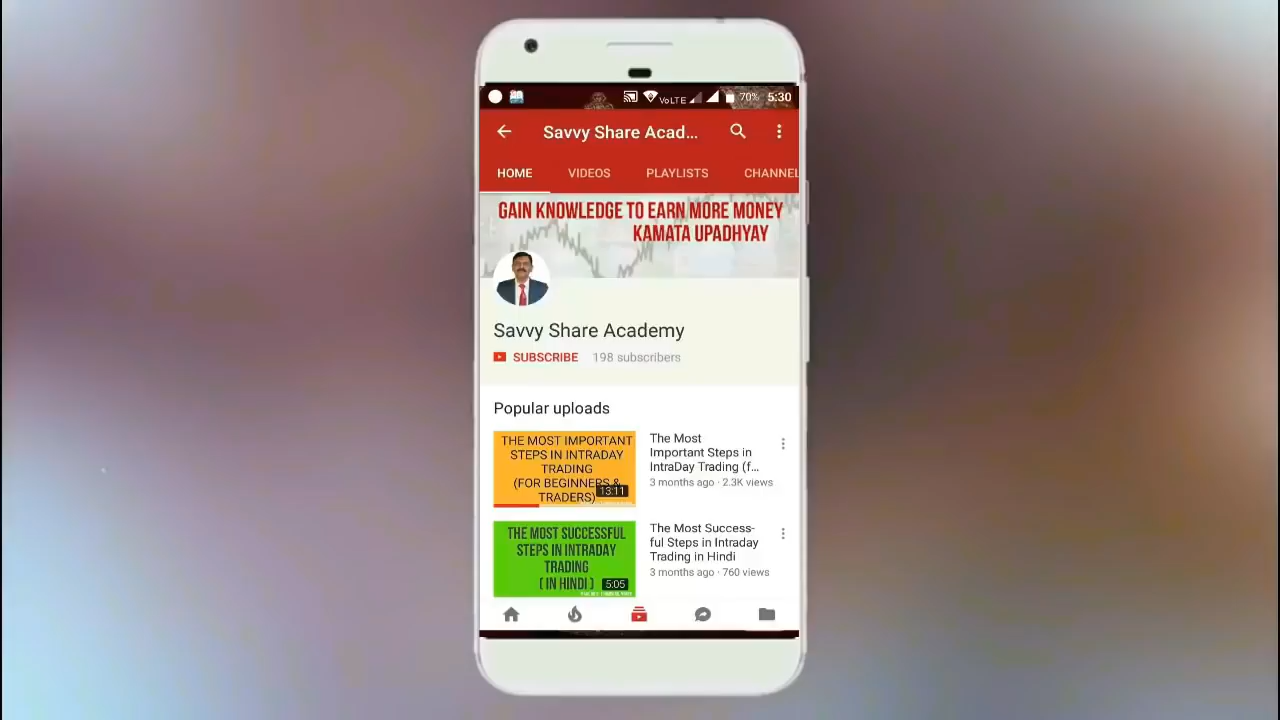 VoLTE 70% 5:30
Savvy Share Acad...
HOME VIDEOS PLAYLISTS CHANNEL
GAIN KNOWLEDGE TO EARN MORE MONEY
KAMATA UPADHYAY
Savvy Share Academy
SUBSCRIBE 198 subscribers
Popular uploads
THE MOST IMPORTANT
STEPS IN INTRADAY
TRADING
(FOR BEGINNERS &
TRADERS)
13:11
The Most
Important Steps in
IntraDay Trading (f...
3 months ago · 2.3K views
THE MOST SUCCESSFUL
STEPS IN INTRADAY
TRADING
( IN HINDI )
5:05
The Most Success-
ful Steps in Intraday
Trading in Hindi
3 months ago · 760 views